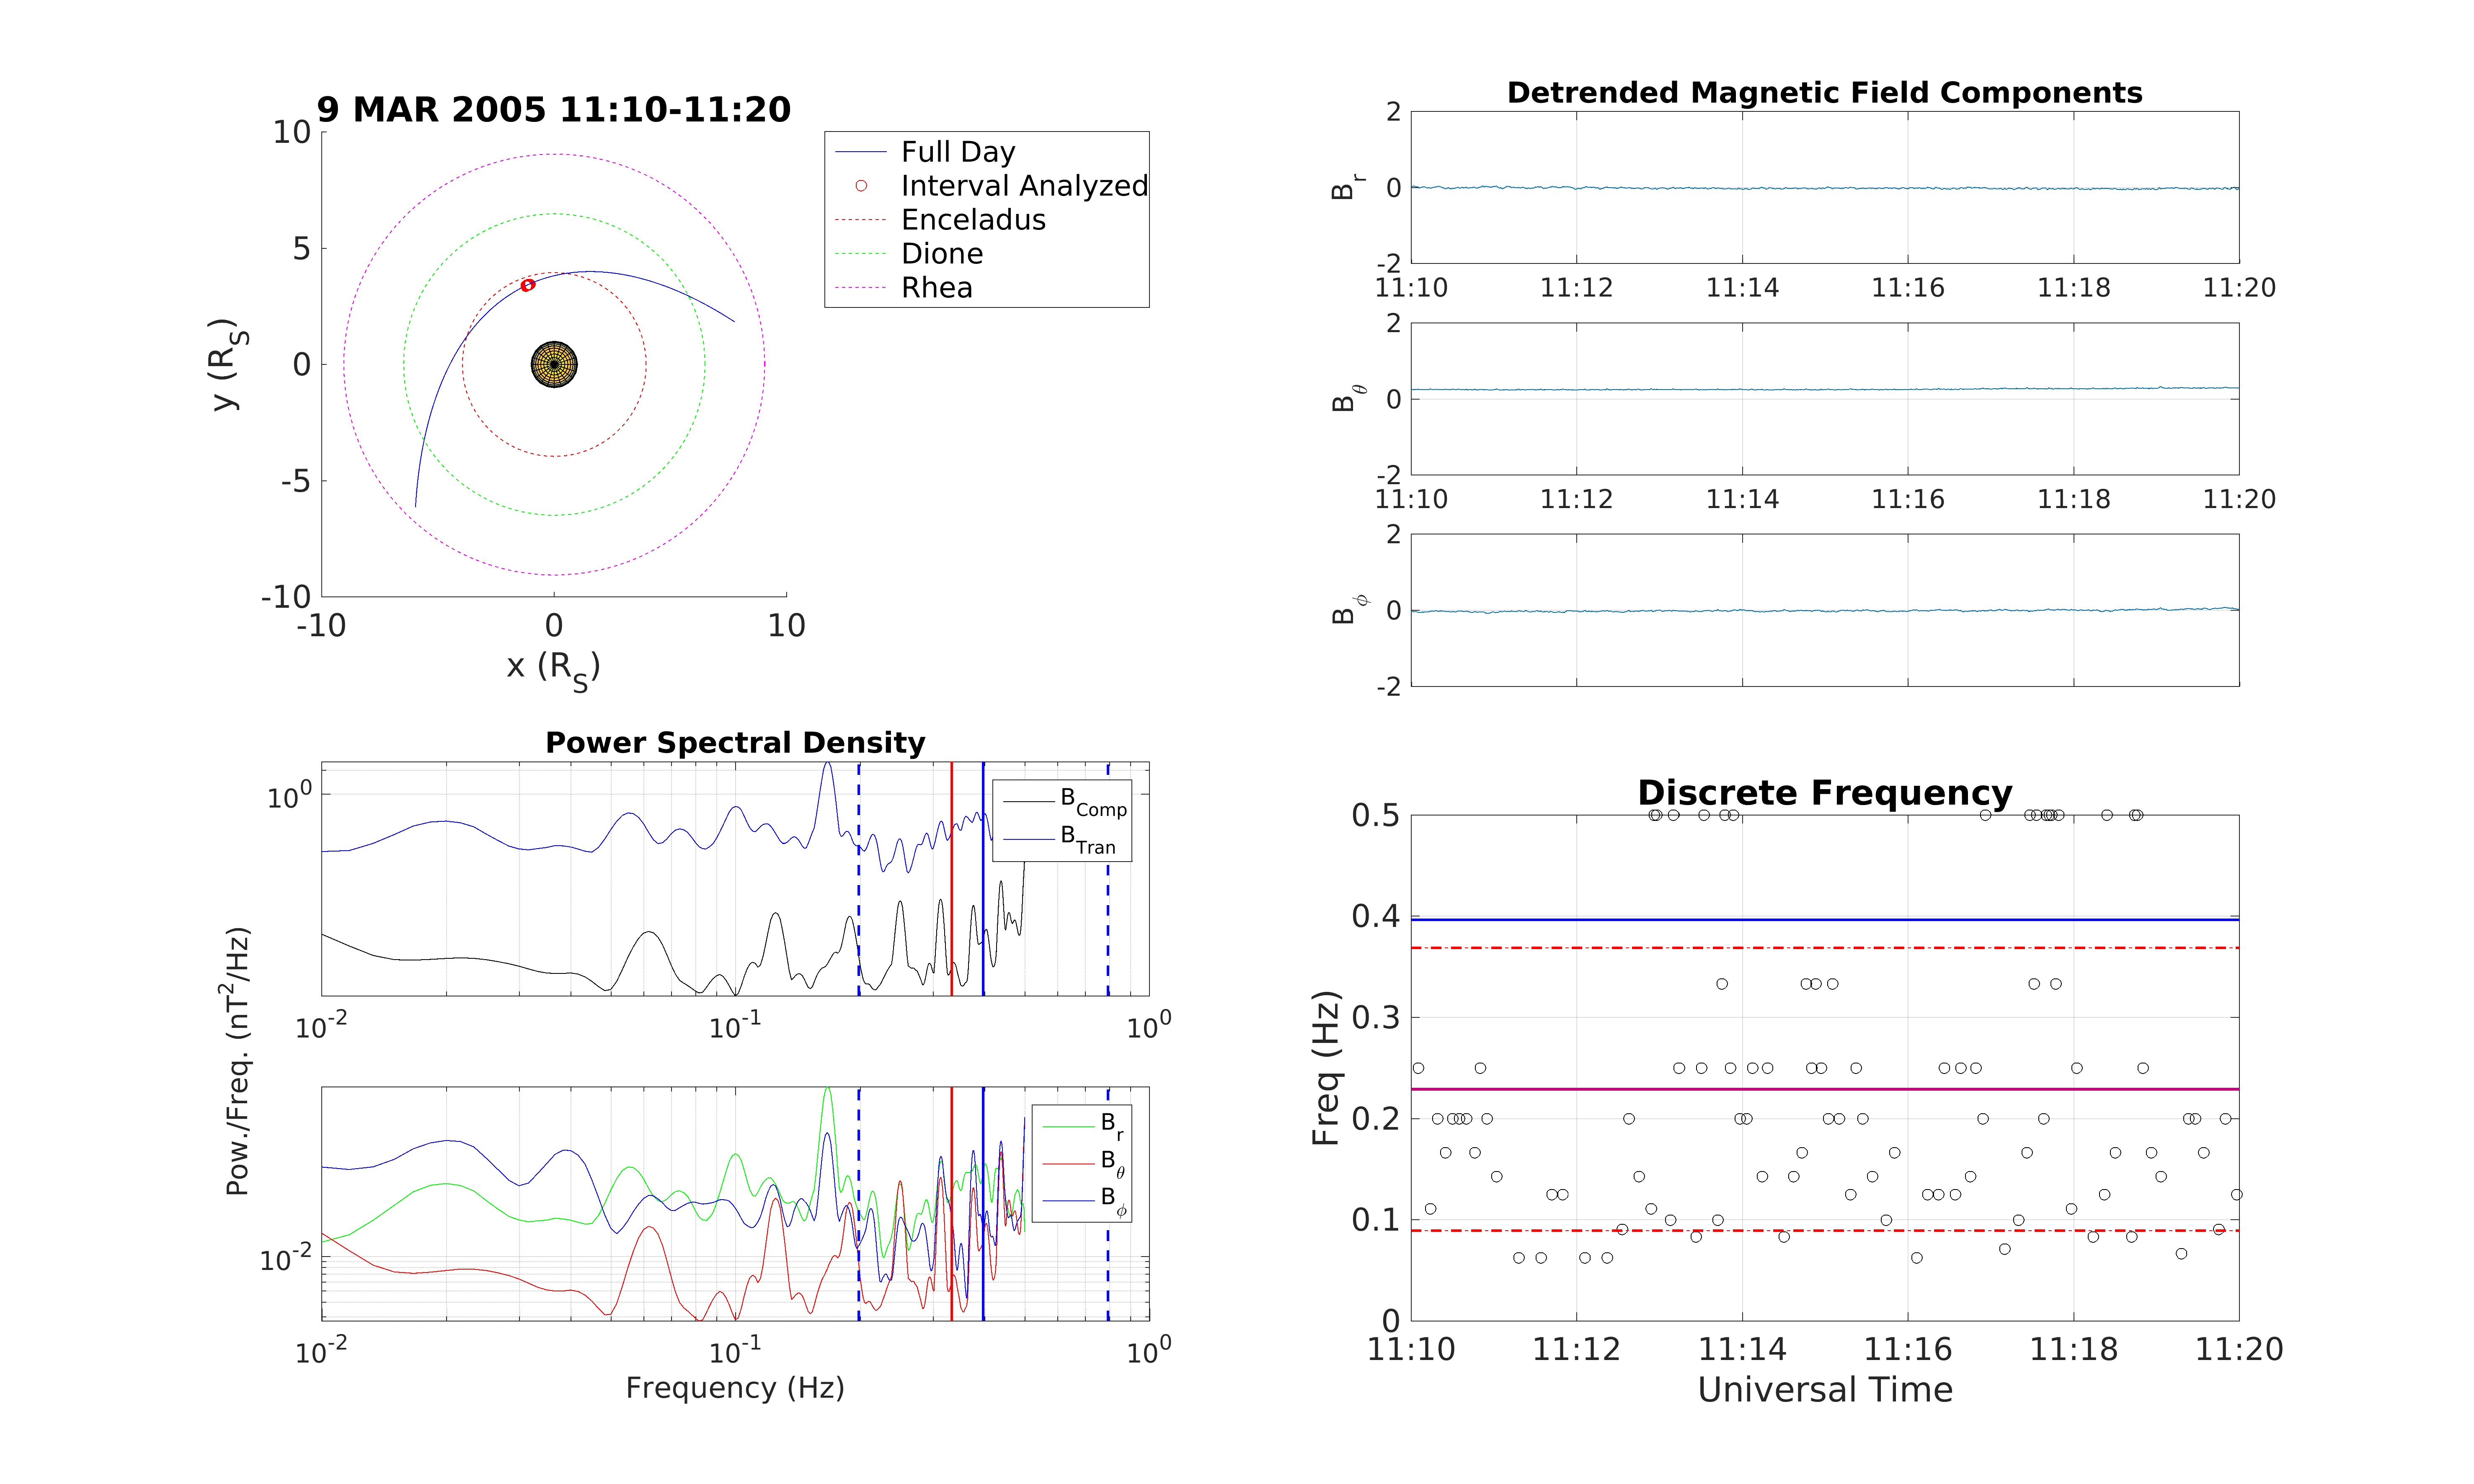 9 MAR 2005 11:10-11:20
10
5
0
-5
-10
-10 0 10
y (R_S)
x (R_S)
Full Day
Interval Analyzed
Enceladus
Dione
Rhea
Detrended Magnetic Field Components
2
0
-2
B_r
11:10 11:12 11:14 11:16 11:18 11:20
2
0
-2
B_θ
11:10 11:12 11:14 11:16 11:18 11:20
2
0
-2
B_ϕ
Power Spectral Density
10^0
B_Comp
B_Tran
10^-2 10^-1 10^0
Pow./Freq. (nT^2/Hz)
10^-2
B_r
B_θ
B_ϕ
10^-2 10^-1 10^0
Frequency (Hz)
Discrete Frequency
0.5
0.4
0.3
0.2
0.1
0
Freq (Hz)
11:10 11:12 11:14 11:16 11:18 11:20
Universal Time